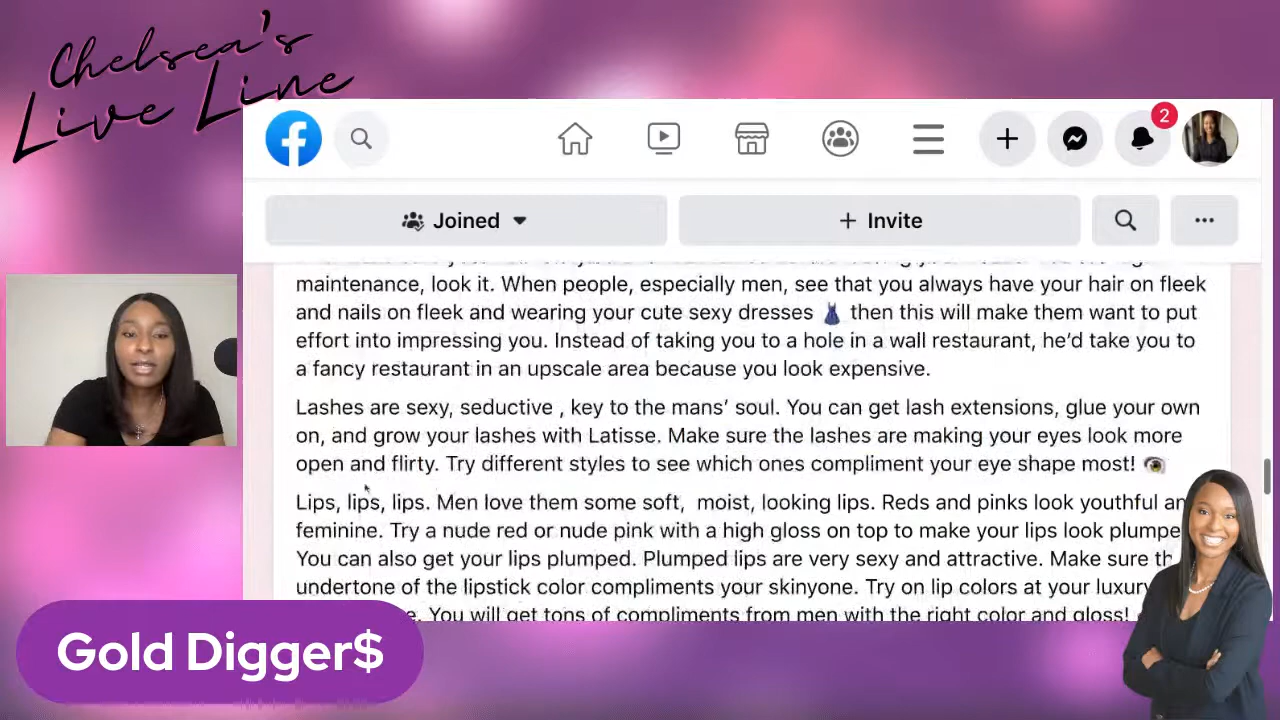 Chelsea's
Live Line
2
Joined
+ Invite
maintenance, look it. When people, especially men, see that you always have your hair on fleek
and nails on fleek and wearing your cute sexy dresses 👗 then this will make them want to put
effort into impressing you. Instead of taking you to a hole in a wall restaurant, he'd take you to
a fancy restaurant in an upscale area because you look expensive.
Lashes are sexy, seductive , key to the mans' soul. You can get lash extensions, glue your own
on, and grow your lashes with Latisse. Make sure the lashes are making your eyes look more
open and flirty. Try different styles to see which ones compliment your eye shape most! 👁
Lips, lips, lips. Men love them some soft, moist, looking lips. Reds and pinks look youthful
feminine. Try a nude red or nude pink with a high gloss on top to make your lips look
You can also get your lips plumped. Plumped lips are very sexy and attractive. Make sure
undertone of the lipstick color compliments your skinyone. Try on lip colors at your luxury
You will get tons of compliments from men with the right color and gloss!
Gold Digger$